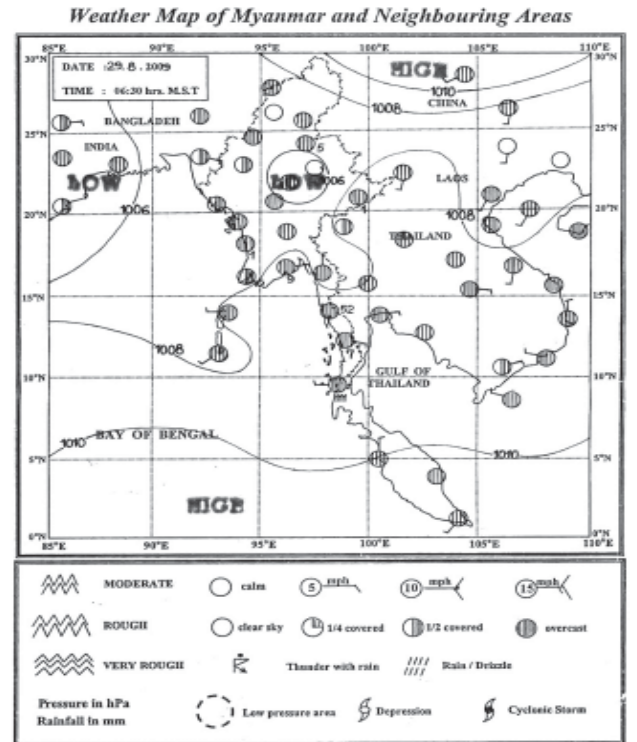 Weather Map of Myanmar and Neighbouring Areas
85°E 90°E 95°E 100°E 105°E 110°E
30°N 30°N
DATE :29.8.2009
TIME : 06:30 hrs. M.S.T
HIGH
1010
1008
CHINA
BANGLADEH
25°N 25°N
INDIA
5
LOW
LOW
1006
LAOS
1006
1008
20°N 20°N
THAILAND
9
15°N 15°N
52
1008
GULF OF
THAILAND
10°N 10°N
1010
BAY OF BENGAL
1010
5°N 5°N
HIGH
0°N 0°N
85°E 90°E 95°E 100°E 105°E 110°E
MODERATE calm 5 mph 10 mph 15 mph
ROUGH clear sky 1/4 covered 1/2 covered overcast
VERY ROUGH Thunder with rain Rain / Drizzle
Pressure in hPa
Rainfall in mm
Low pressure area Depression Cyclonic Storm